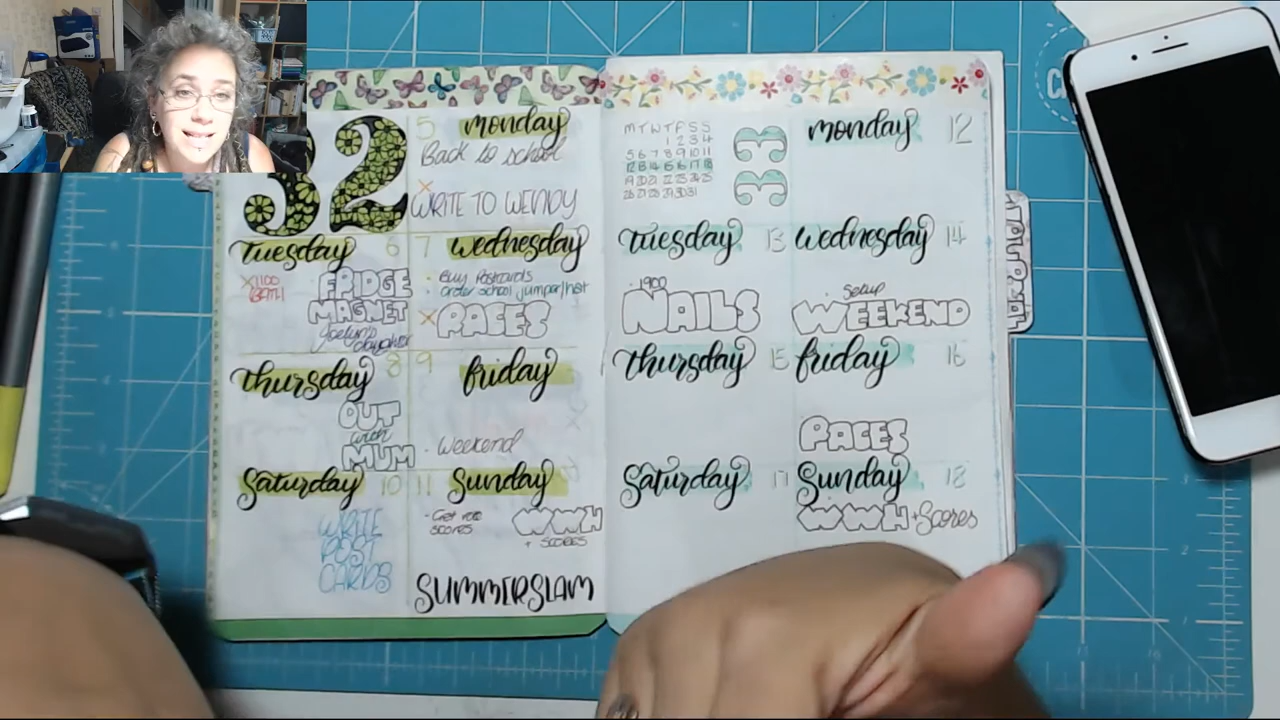 32
5 monday
Back to school
X
WRITE TO WENDY
tuesday 6
X 1100
FRIDGE
MAGNET
7 wednesday
• Buy Postcards
• order school jumper/hat
X PACES
thursday 8
OUT
with
MUM
9 friday
• Weekend
saturday 10
WRITE
POST
CARDS
11 sunday
• Get
scores
WWH
+ SCORES
SUMMERSLAM
M T W T F S S
1 2 3 4
5 6 7 8 9 10 11
12 13 14 15 16 17 18
19 20 21 22 23 24 25
26 27 28 29 30 31
33
monday 12
tuesday 13
• 1900
NAILS
wednesday 14
• Setup
WEEKEND
thursday 15
friday 16
PACES
saturday 17
sunday 18
WWH + Scores